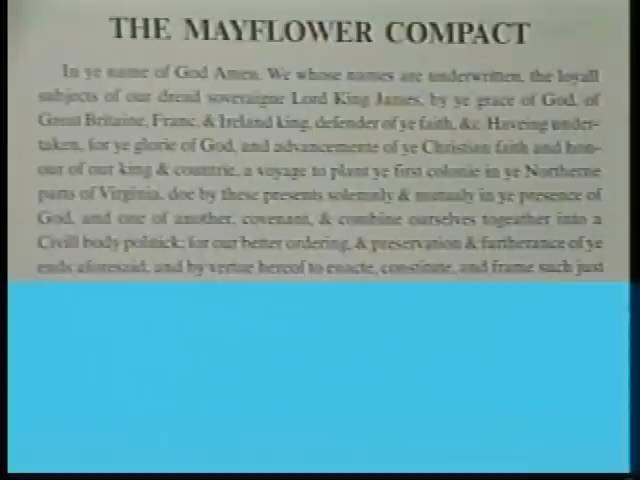 THE MAYFLOWER COMPACT
In ye name of God Amen. We whose names are underwritten, the loyall
subjects of our dread soveraigne Lord King James, by ye grace of God, of
Great Britaine, Franc, & Ireland king, defender of ye faith, &c. Haveing under-
taken, for ye glorie of God, and advancemente of ye Christian faith and hon-
our of our king & countrie, a voyage to plant ye first colonie in ye Northerne
parts of Virginia, doe by these presents solemnly & mutualy in ye presence of
God, and one of another, covenant, & combine ourselves togeather into a
Civill body politick; for our better ordering, & preservation & furtherance of ye
ends aforesaid; and by vertue hereof to enacte, constitute, and frame such just